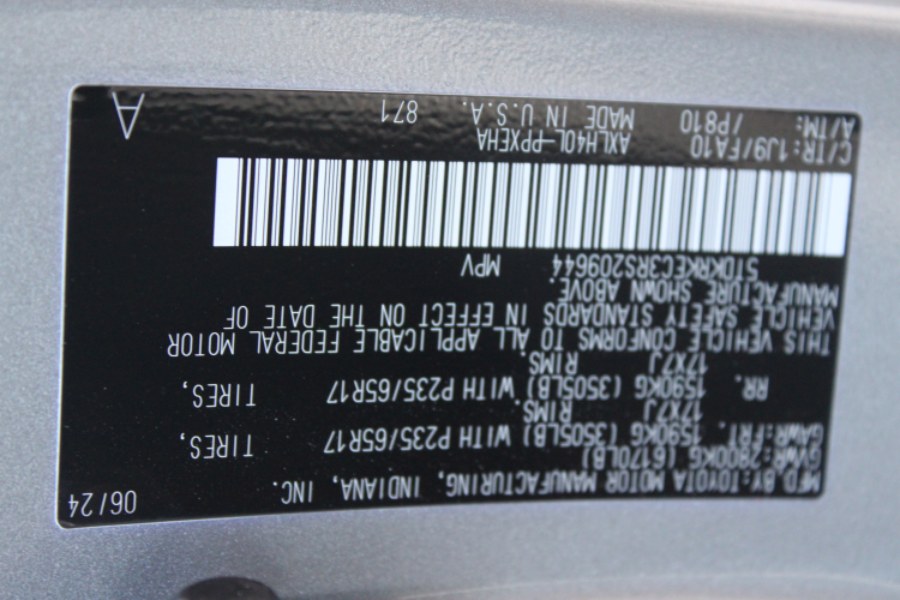 MFD.BY:TOYOTA MOTOR MANUFACTURING, INDIANA, INC. 06/24
GVWR:2800KG(6170LB)
GAWR:FRT. 1590KG(3505LB) WITH P235/65R17 TIRES,
17X7J RIMS
RR. 1590KG(3505LB) WITH P235/65R17 TIRES,
17X7J RIMS
THIS VEHICLE CONFORMS TO ALL APPLICABLE FEDERAL MOTOR
VEHICLE SAFETY STANDARDS IN EFFECT ON THE DATE OF
MANUFACTURE SHOWN ABOVE.
5TDKRKEC3RS209644 MPV
C/TR:1J9/FA10 AXLH40L-PPXEHA
A/TM: /P810 MADE IN U.S.A. 871 A